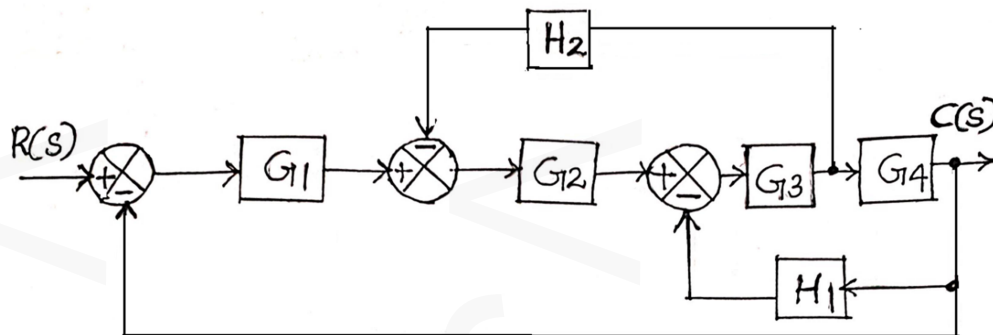 H2
C(S)
R(S)
+ - G1 + - G2 + - G3 G4
H1